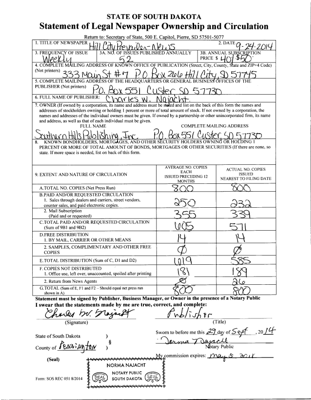 STATE OF SOUTH DAKOTA
Statement of Legal Newspaper Ownership and Circulation
Return to: Secretary of State, 500 E. Capitol, Pierre, SD 57501-5077
1. TITLE OF NEWSPAPER Hill City Prevailer-News 2. DATE 9-29-2014
3. FREQUENCY OF ISSUE Weekly 3A. NO. OF ISSUES PUBLISHED ANNUALLY 52 3B. ANNUAL SUBSCRIPTION PRICE $
4. COMPLETE MAILING ADDRESS OF KNOWN OFFICE OF PUBLICATION (Street, City, County, State and ZIP+4 Code)
(Not printers) 333 Main St #7 P.O. Box 266 Hill City, SD 57745
5. COMPLETE MAILING ADDRESS OF THE HEADQUARTERS OR GENERAL BUSINESS OFFICES OF THE
PUBLISHER (Not printers) P.O. Box 551 Custer SD 57730
6. FULL NAME OF PUBLISHER: Charles W. Najacht
7. OWNER (If owned by a corporation, its name and address must be stated and list on the back of this form the names and
addresses of stockholders owning or holding 1 percent or more of total amount of stock. If not owned by a corporation, the
names and addresses of the individual owners must be given. If owned by a partnership or other unincorporated firm, its name
and address, as well as that of each individual must be given.
FULL NAME COMPLETE MAILING ADDRESS
Southern Hills Publishing, Inc. P.O. Box 551 Custer, SD 57730
8. KNOWN BONDHOLDERS, MORTGAGEES, AND OTHER SECURITY HOLDERS OWNING OR HOLDING 1
PERCENT OR MORE OF TOTAL AMOUNT OF BONDS, MORTGAGES OR OTHER SECURITIES (If there are none, so
state. If more space is needed, list on back of this form.
9. EXTENT AND NATURE OF CIRCULATION
AVERAGE NO. COPIES EACH ISSUED PRECEDING 12 MONTHS
ACTUAL NO. COPIES ISSUED NEAREST TO FILING DATE
A. TOTAL NO. COPIES (Net Press Run) 800 800
B. PAID AND/OR REQUESTED CIRCULATION
1. Sales through dealers and carriers, street vendors,
counter sales, and paid electronic copies. 250 232
2. Mail Subscription
(Paid and/or requested) 355 339
C. TOTAL PAID AND/OR REQUESTED CIRCULATION
(Sum of 9B1 and 9B2) 605 571
D. FREE DISTRIBUTION
1. BY MAIL, CARRIER OR OTHER MEANS 14 14
2. SAMPLES, COMPLIMENTARY AND OTHER FREE
COPIES Ø Ø
E. TOTAL DISTRIBUTION (Sum of C, D1 and D2) 619 585
F. COPIES NOT DISTRIBUTED
1. Office use, left over, unaccounted, spoiled after printing 181 189
2. Return from News Agents 26
G. TOTAL (Sum of E, F1 and F2 - Should equal net press run
shown in A) 800 800
Statement must be signed by Publisher, Business Manager, or Owner in the presence of a Notary Public
I swear that the statements made by me are true, correct, and complete:
Charles W. Najacht Publisher
(Signature) (Title)
State of South Dakota )
§
County of Pennington )
Sworn to before me this 29 day of Sept, 2014
Norma Najacht
Notary Public
(Seal)
My commission expires:
NORMA NAJACHT
NOTARY PUBLIC
SOUTH DAKOTA
SEAL
SEAL
Form: SOS REC 051 8/2014